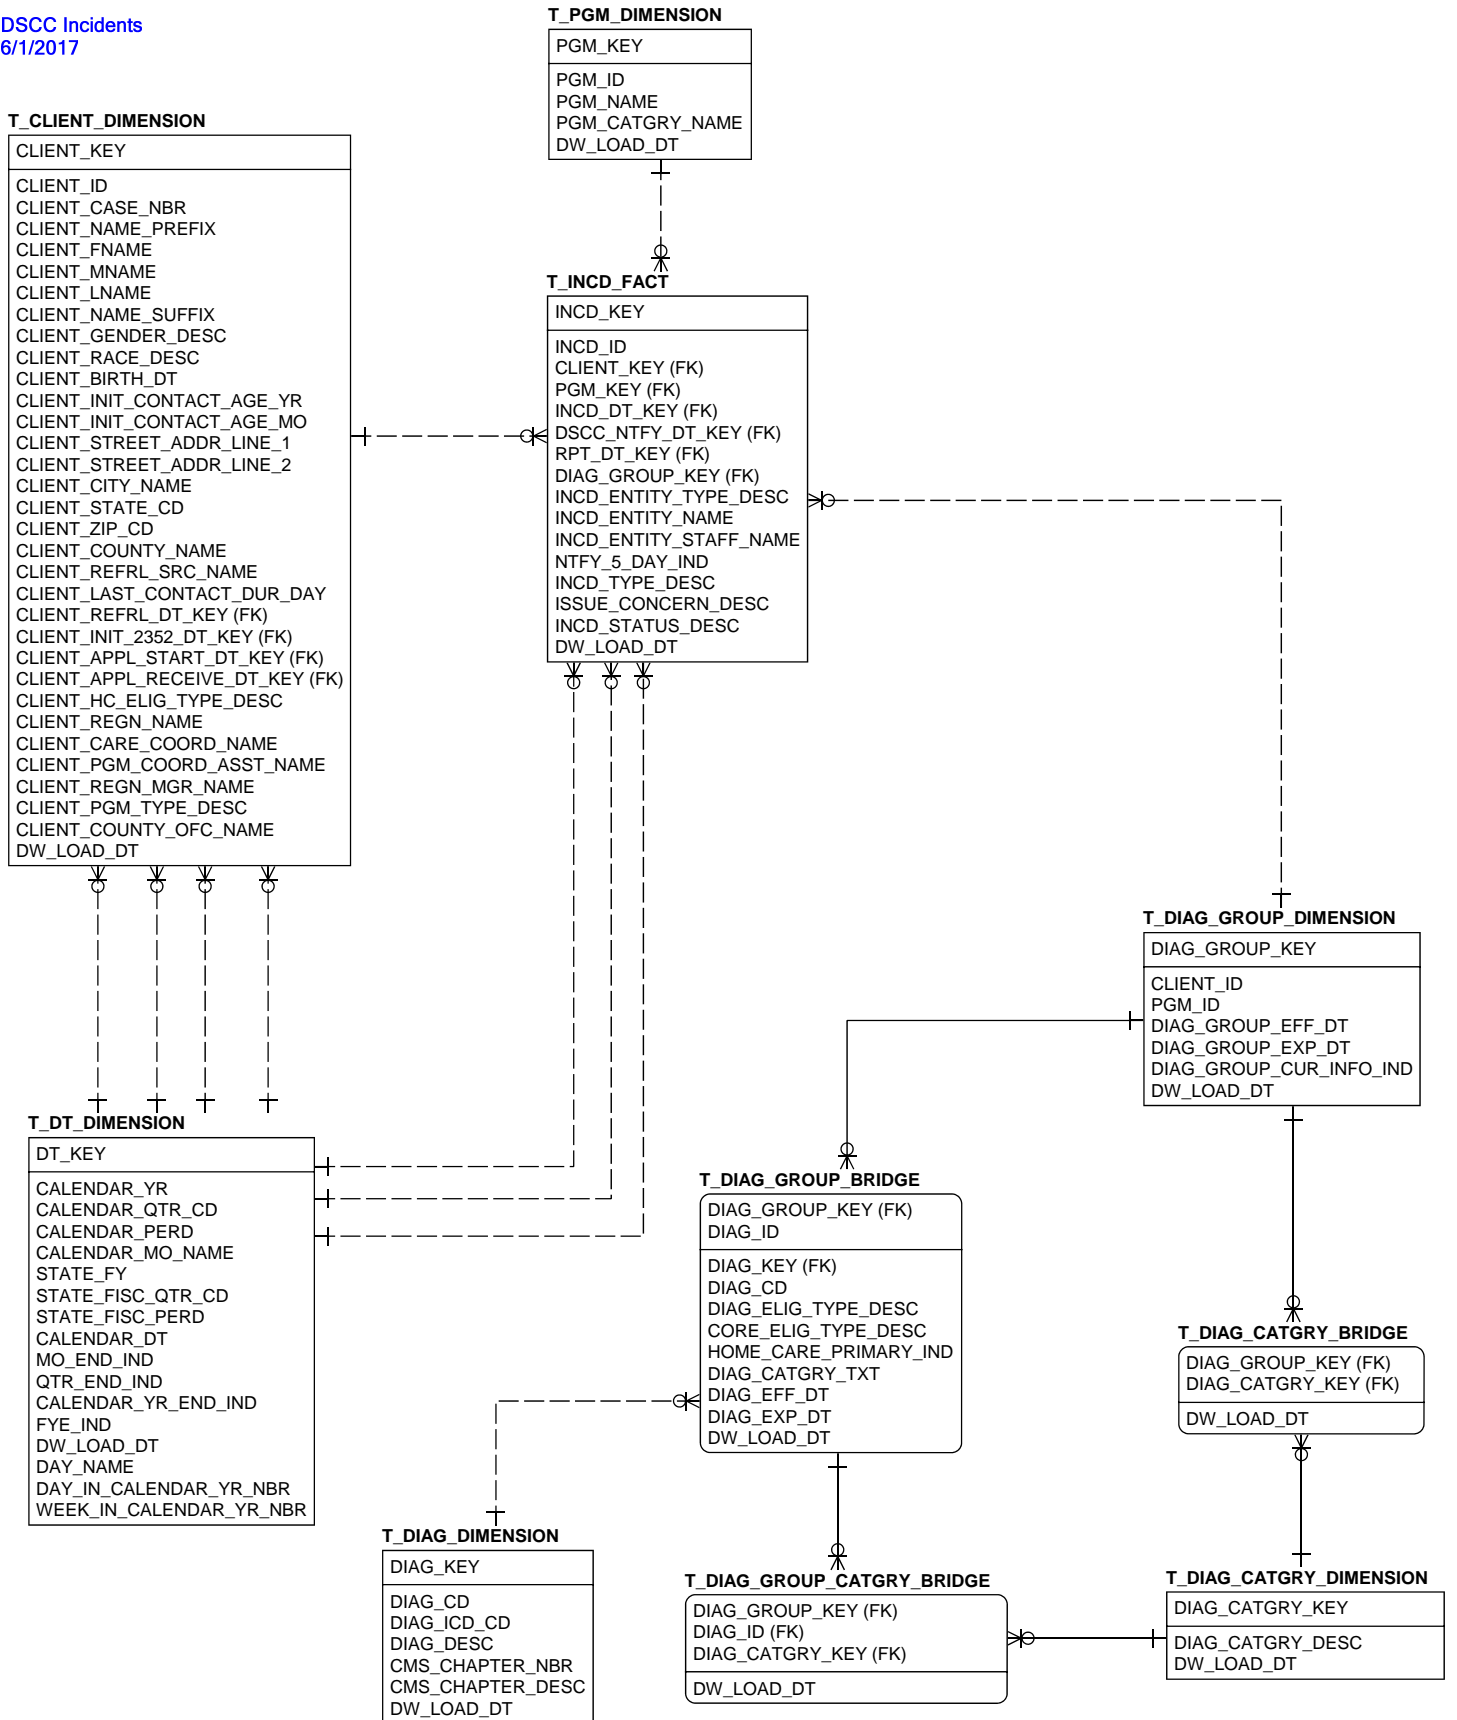 DSCC Incidents
6/1/2017
T_PGM_DIMENSION
PGM_KEY
PGM_ID
PGM_NAME
PGM_CATGRY_NAME
DW_LOAD_DT
T_CLIENT_DIMENSION
CLIENT_KEY
CLIENT_ID
CLIENT_CASE_NBR
CLIENT_NAME_PREFIX
CLIENT_FNAME
CLIENT_MNAME
CLIENT_LNAME
CLIENT_NAME_SUFFIX
CLIENT_GENDER_DESC
CLIENT_RACE_DESC
CLIENT_BIRTH_DT
CLIENT_INIT_CONTACT_AGE_YR
CLIENT_INIT_CONTACT_AGE_MO
CLIENT_STREET_ADDR_LINE_1
CLIENT_STREET_ADDR_LINE_2
CLIENT_CITY_NAME
CLIENT_STATE_CD
CLIENT_ZIP_CD
CLIENT_COUNTY_NAME
CLIENT_REFRL_SRC_NAME
CLIENT_LAST_CONTACT_DUR_DAY
CLIENT_REFRL_DT_KEY (FK)
CLIENT_INIT_2352_DT_KEY (FK)
CLIENT_APPL_START_DT_KEY (FK)
CLIENT_APPL_RECEIVE_DT_KEY (FK)
CLIENT_HC_ELIG_TYPE_DESC
CLIENT_REGN_NAME
CLIENT_CARE_COORD_NAME
CLIENT_PGM_COORD_ASST_NAME
CLIENT_REGN_MGR_NAME
CLIENT_PGM_TYPE_DESC
CLIENT_COUNTY_OFC_NAME
DW_LOAD_DT
T_INCD_FACT
INCD_KEY
INCD_ID
CLIENT_KEY (FK)
PGM_KEY (FK)
INCD_DT_KEY (FK)
DSCC_NTFY_DT_KEY (FK)
RPT_DT_KEY (FK)
DIAG_GROUP_KEY (FK)
INCD_ENTITY_TYPE_DESC
INCD_ENTITY_NAME
INCD_ENTITY_STAFF_NAME
NTFY_5_DAY_IND
INCD_TYPE_DESC
ISSUE_CONCERN_DESC
INCD_STATUS_DESC
DW_LOAD_DT
T_DIAG_GROUP_DIMENSION
DIAG_GROUP_KEY
CLIENT_ID
PGM_ID
DIAG_GROUP_EFF_DT
DIAG_GROUP_EXP_DT
DIAG_GROUP_CUR_INFO_IND
DW_LOAD_DT
T_DT_DIMENSION
DT_KEY
CALENDAR_YR
CALENDAR_QTR_CD
CALENDAR_PERD
CALENDAR_MO_NAME
STATE_FY
STATE_FISC_QTR_CD
STATE_FISC_PERD
CALENDAR_DT
MO_END_IND
QTR_END_IND
CALENDAR_YR_END_IND
FYE_IND
DW_LOAD_DT
DAY_NAME
DAY_IN_CALENDAR_YR_NBR
WEEK_IN_CALENDAR_YR_NBR
T_DIAG_GROUP_BRIDGE
DIAG_GROUP_KEY (FK)
DIAG_ID
DIAG_KEY (FK)
DIAG_CD
DIAG_ELIG_TYPE_DESC
CORE_ELIG_TYPE_DESC
HOME_CARE_PRIMARY_IND
DIAG_CATGRY_TXT
DIAG_EFF_DT
DIAG_EXP_DT
DW_LOAD_DT
T_DIAG_CATGRY_BRIDGE
DIAG_GROUP_KEY (FK)
DIAG_CATGRY_KEY (FK)
DW_LOAD_DT
T_DIAG_DIMENSION
DIAG_KEY
DIAG_CD
DIAG_ICD_CD
DIAG_DESC
CMS_CHAPTER_NBR
CMS_CHAPTER_DESC
DW_LOAD_DT
T_DIAG_GROUP_CATGRY_BRIDGE
DIAG_GROUP_KEY (FK)
DIAG_ID (FK)
DIAG_CATGRY_KEY (FK)
DW_LOAD_DT
T_DIAG_CATGRY_DIMENSION
DIAG_CATGRY_KEY
DIAG_CATGRY_DESC
DW_LOAD_DT